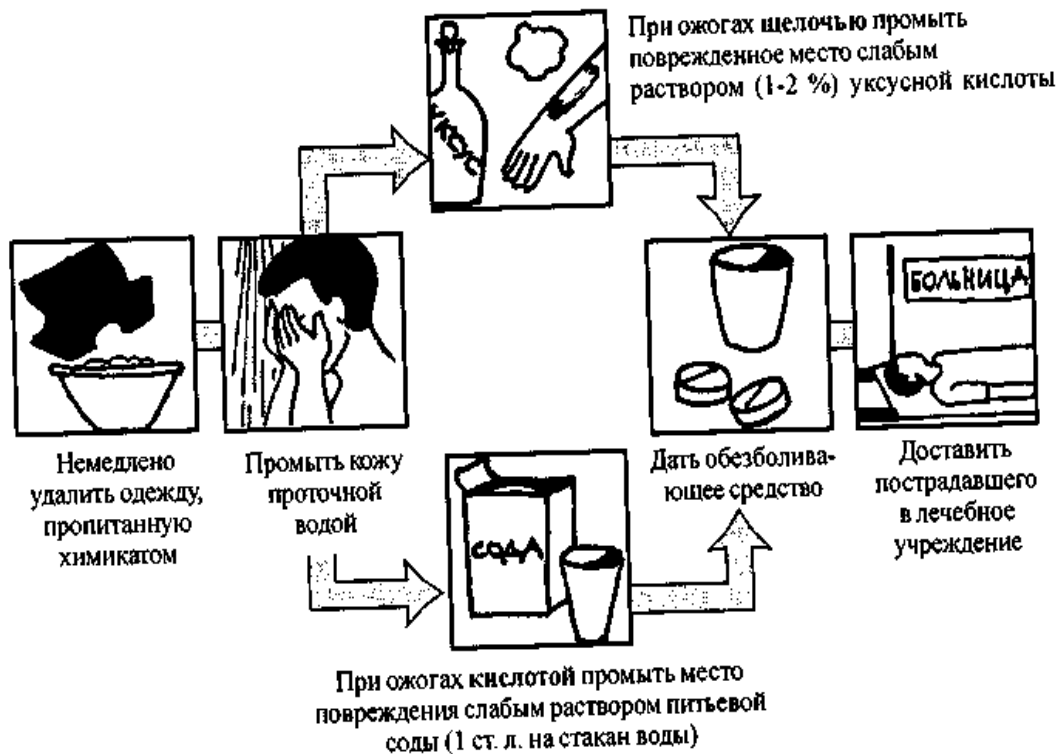 При ожогах щелочью промыть
поврежденное место слабым
раствором (1-2 %) уксусной кислоты
УКСУС
БОЛЬНИЦА
Немедлено
удалить одежду,
пропитанную
химикатом
Промыть кожу
проточной
водой
Дать обезболива-
ющее средство
Доставить
пострадавшего
в лечебное
учреждение
СОДА
При ожогах кислотой промыть место
повреждения слабым раствором питьевой
соды (1 ст. л. на стакан воды)